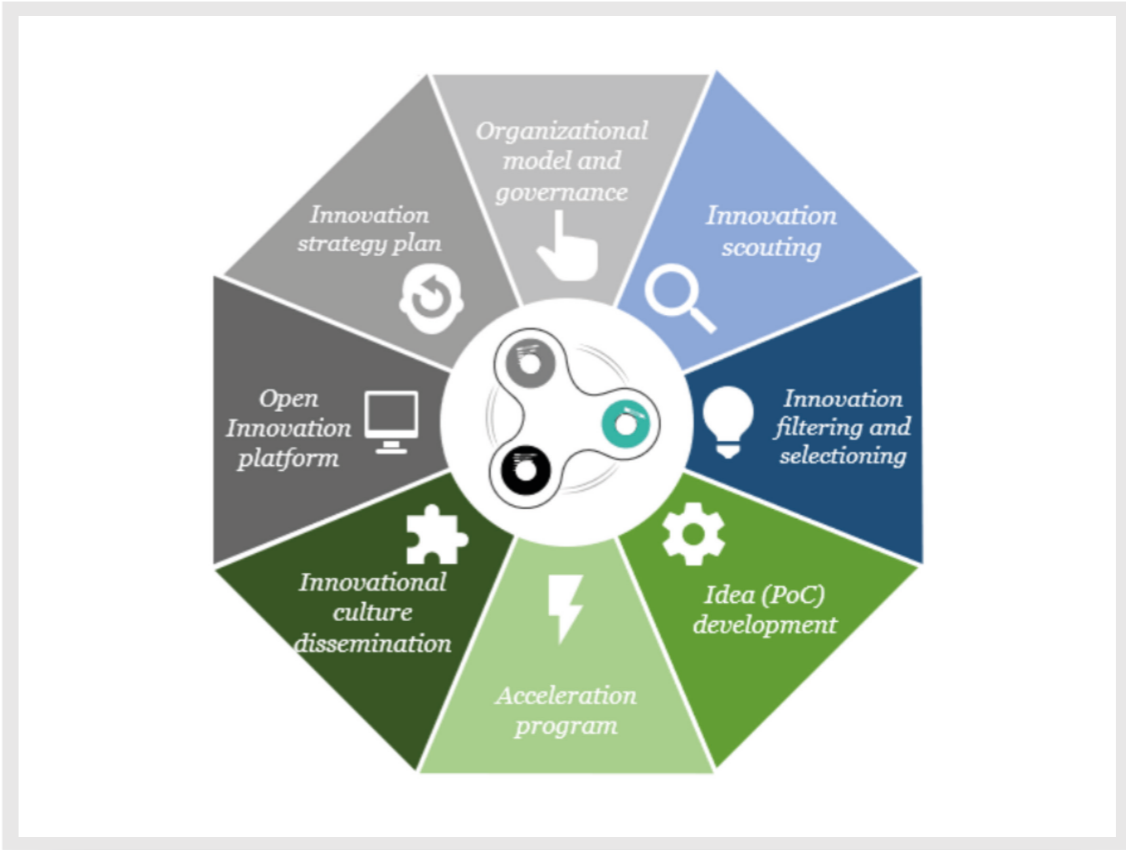 Organizational
model and
governance
Innovation
scouting
Innovation
filtering and
selectioning
Idea (PoC)
development
Acceleration
program
Innovational
culture
dissemination
Open
Innovation
platform
Innovation
strategy plan